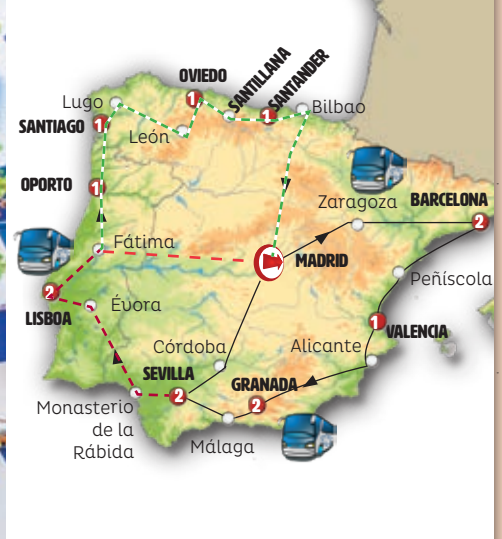 OVIEDO
SANTILLANA
SANTANDER
Lugo
1
Bilbao
SANTIAGO
1
León
1
OPORTO
1
Zaragoza
BARCELONA
2
Fátima
MADRID
Peñíscola
2
LISBOA
Évora
1
VALENCIA
Córdoba
Alicante
SEVILLA
2
GRANADA
2
Monasterio
de la
Rábida
Málaga